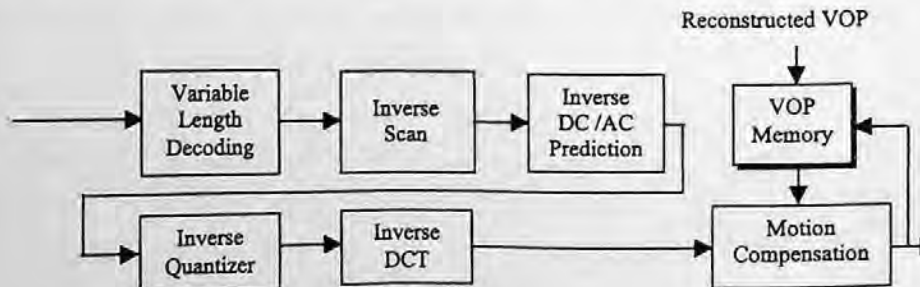 Reconstructed VOP
Variable
Length
Decoding
Inverse
Scan
Inverse
DC /AC
Prediction
VOP
Memory
Inverse
Quantizer
Inverse
DCT
Motion
Compensation